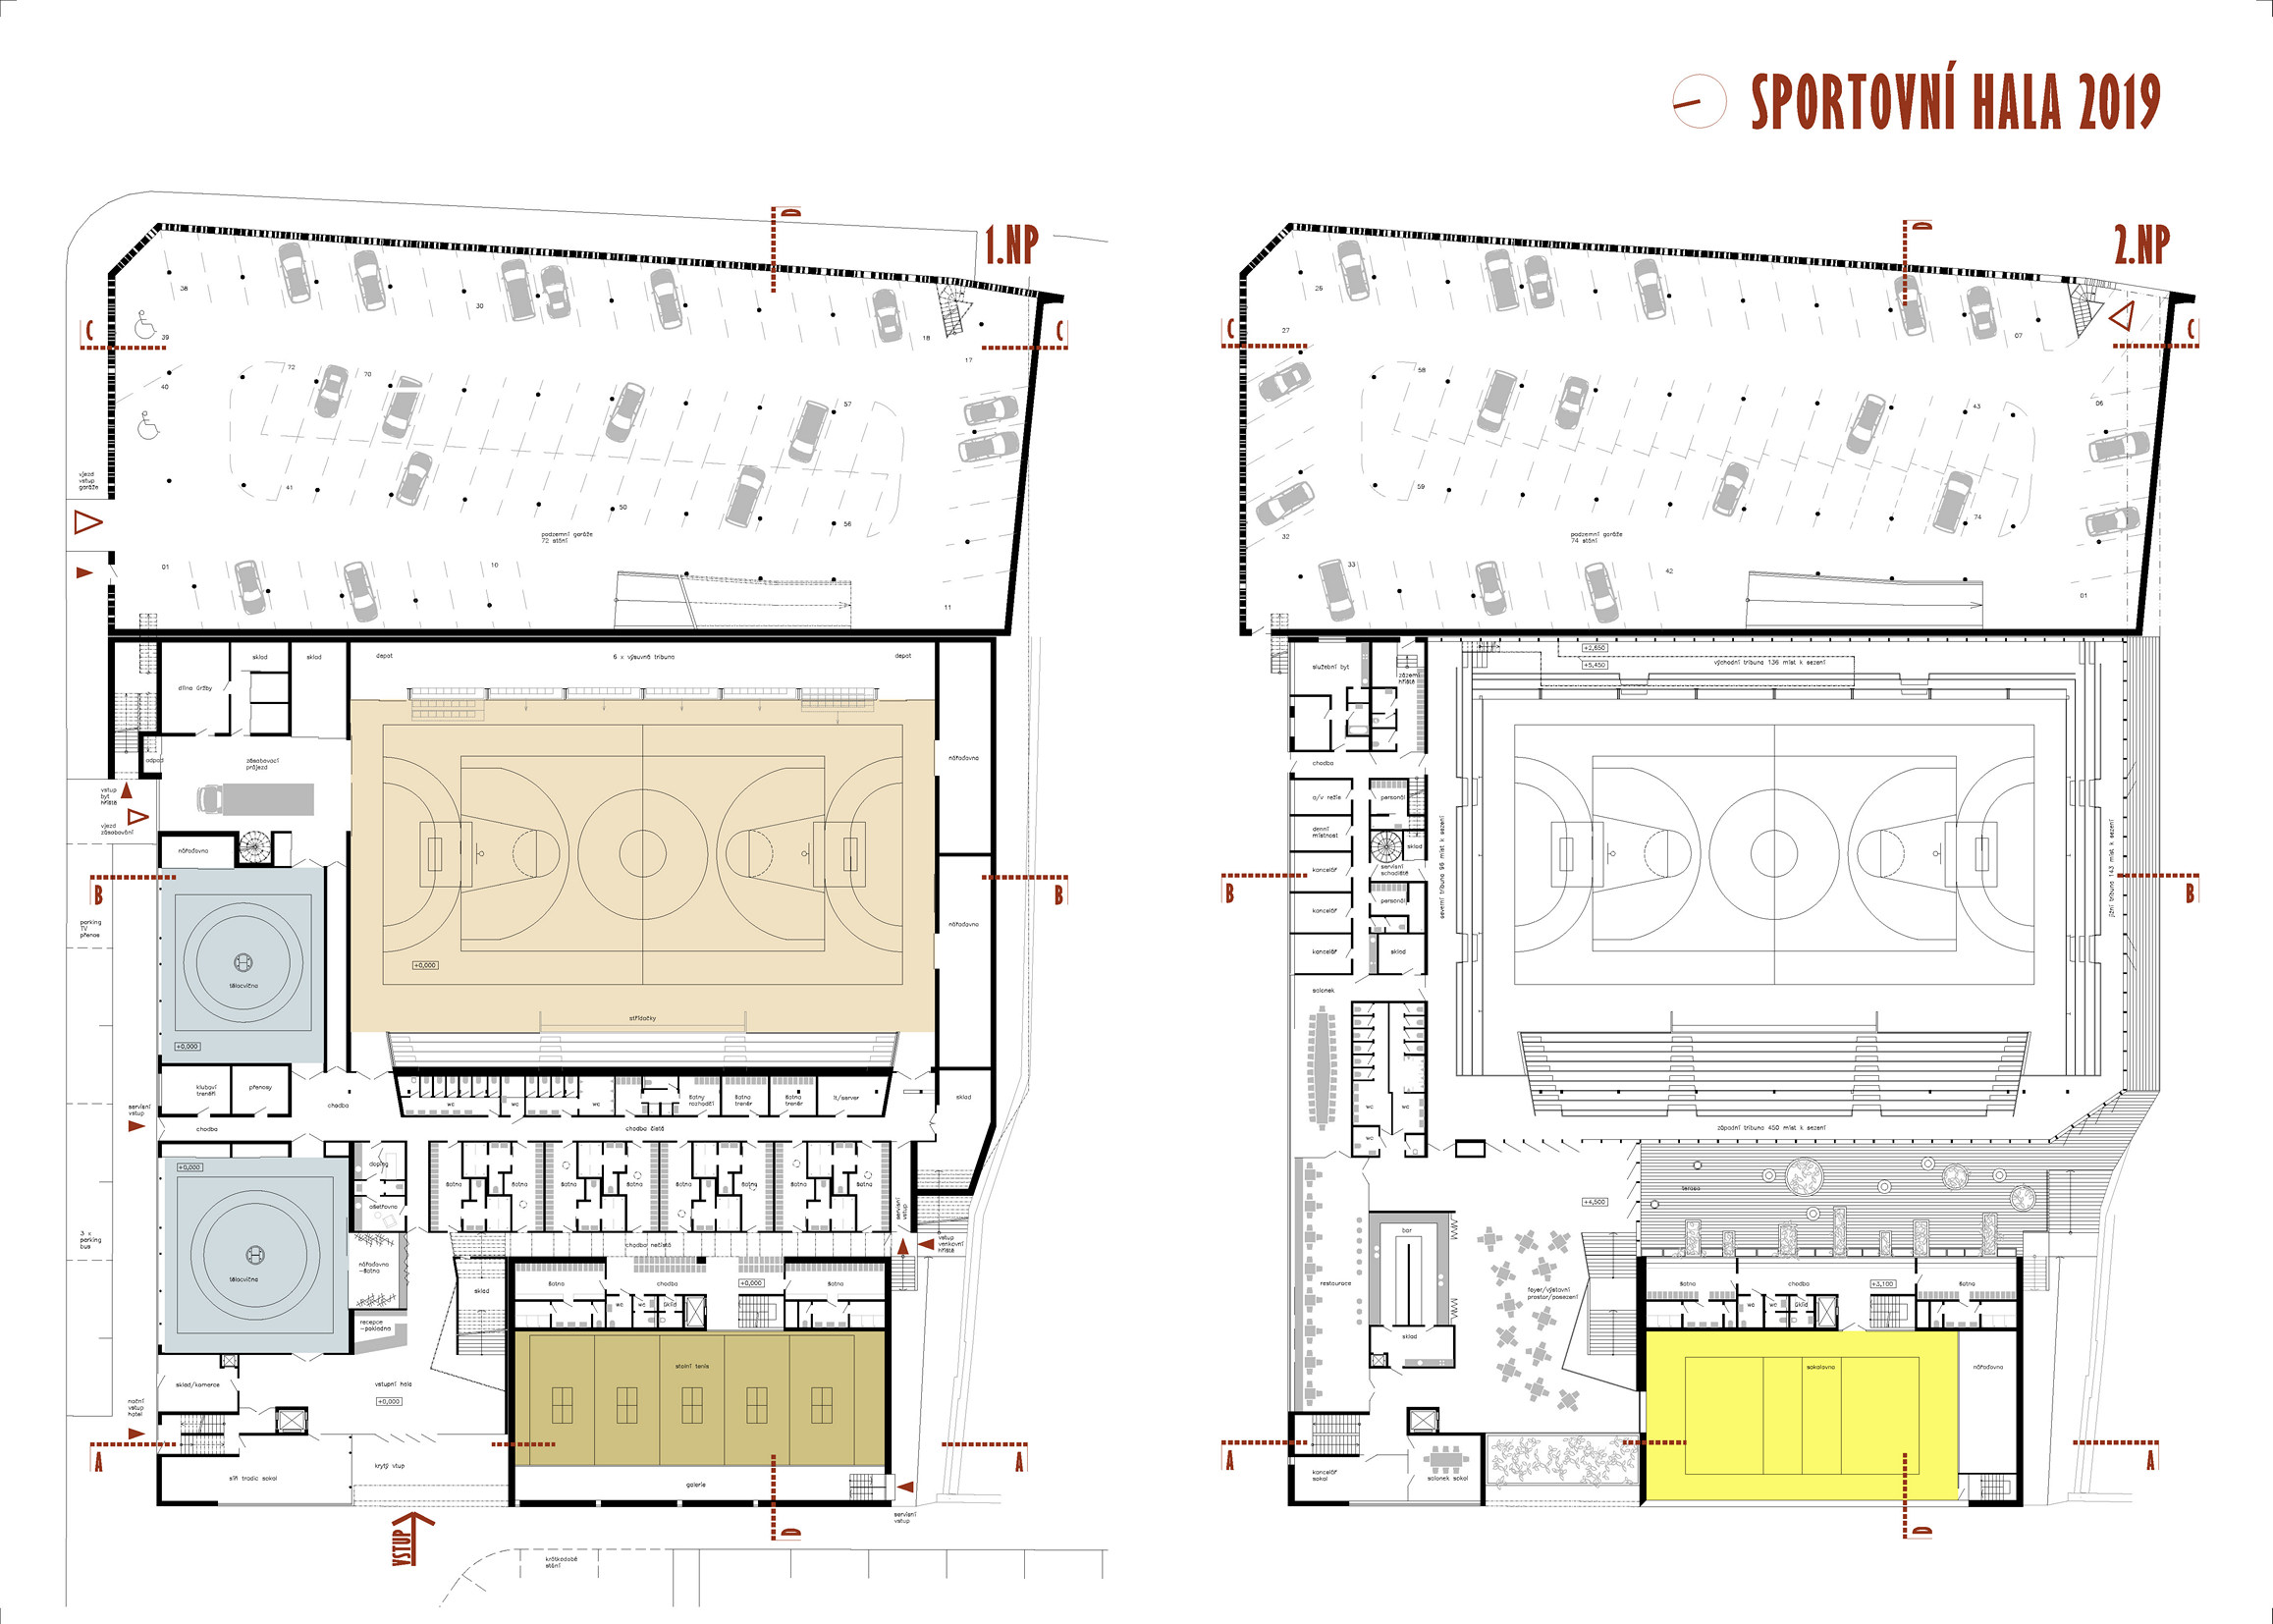 SPORTOVNÍ HALA 2019
1.NP
D
C
C
38
30
18
17
39
40
72
70
57
41
50
56
vjezd
vstup
garáže
podzemní garáže
72 stání
01
10
11
dílna údržby
sklad
sklad
depot
6 x výsuvná tribuna
depot
odpad
zásobovací
průjezd
nářaďovna
vstup
byt
hřiště
vjezd
zásobování
nářaďovna
B
B
parking
TV
přenos
tělocvična
+0,000
nářaďovna
+0,000
střídačky
kluboví
trenéři
přenosy
chodba
wc
wc
wc
šatny
rozhodčí
šatna
trenér
šatna
trenér
it/server
sklad
servisní
vstup
chodba
chodba čistá
+0,000
doping
ošetřovna
šatna
šatna
šatna
šatna
šatna
šatna
šatna
šatna
servisní
vstup
3 x
parking
bus
chodba nečistá
vstup
venkovní
hřiště
tělocvična
nářaďovna
-šatna
sklad
šatna
chodba
+0,000
šatna
wc
wc
úklid
recepce
-pokladna
stolní tenis
sklad/komerce
vstupní hala
+0,000
noční
vstup
hotel
A
A
síň tradic sokol
krytý vtup
galerie
servisní
vstup
VSTUP
D
krátkodobé
stání
2.NP
D
C
C
26
07
27
58
43
06
59
74
32
podzemní garáže
74 stání
33
42
01
služební byt
zázemí
hřiště
+2,650
+5,450
východní tribuna 136 míst k sezení
chodba
a/v režie
personál
denní
místnost
sklad
kancelář
servisní
schodiště
severní tribuna 96 míst k sezení
jižní tribuna 143 míst k sezení
B
B
kancelář
personál
kancelář
sklad
salonek
wc
wc
wc
západní tribuna 450 míst k sezení
terasa
+4,500
bar
restaurace
foyer/výstavní
prostor/posezení
šatna
chodba
+3,100
šatna
wc
wc
úklid
sklad
sokolovna
nářaďovna
A
A
kancelář
sokol
salonek sokol
D